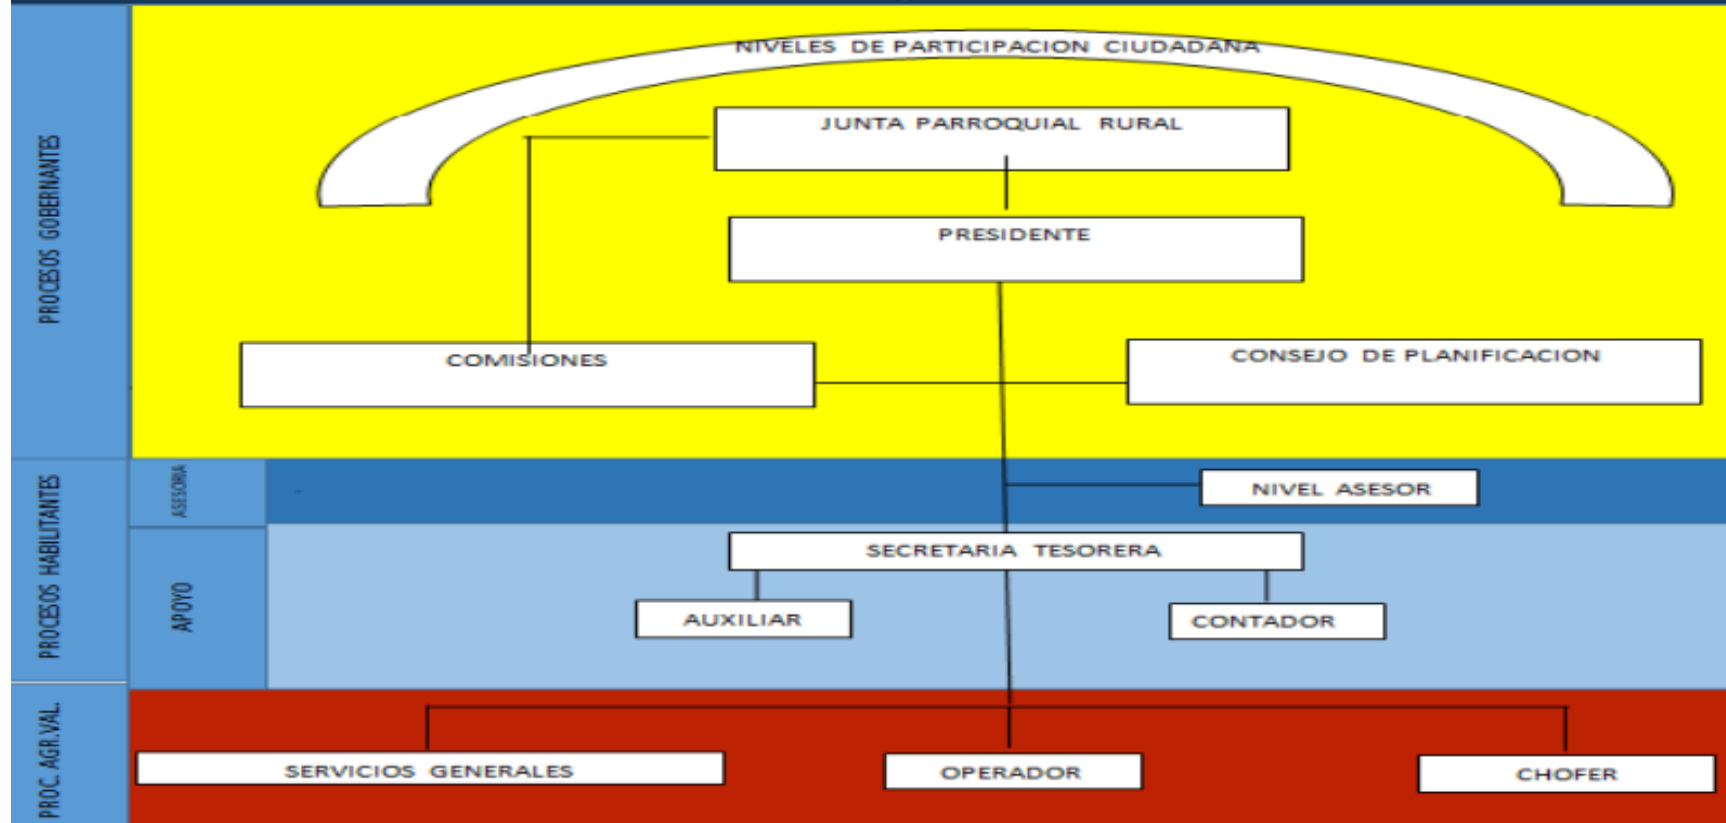 NIVELES DE PARTICIPACION CIUDADANA
JUNTA PARROQUIAL RURAL
PRESIDENTE
COMISIONES
CONSEJO DE PLANIFICACION
PROCESOS GOBERNANTES
NIVEL ASESOR
ASESORIA
SECRETARIA TESORERA
AUXILIAR
CONTADOR
APOYO
PROCESOS HABILITANTES
SERVICIOS GENERALES
OPERADOR
CHOFER
PROC. AGR.VAL.